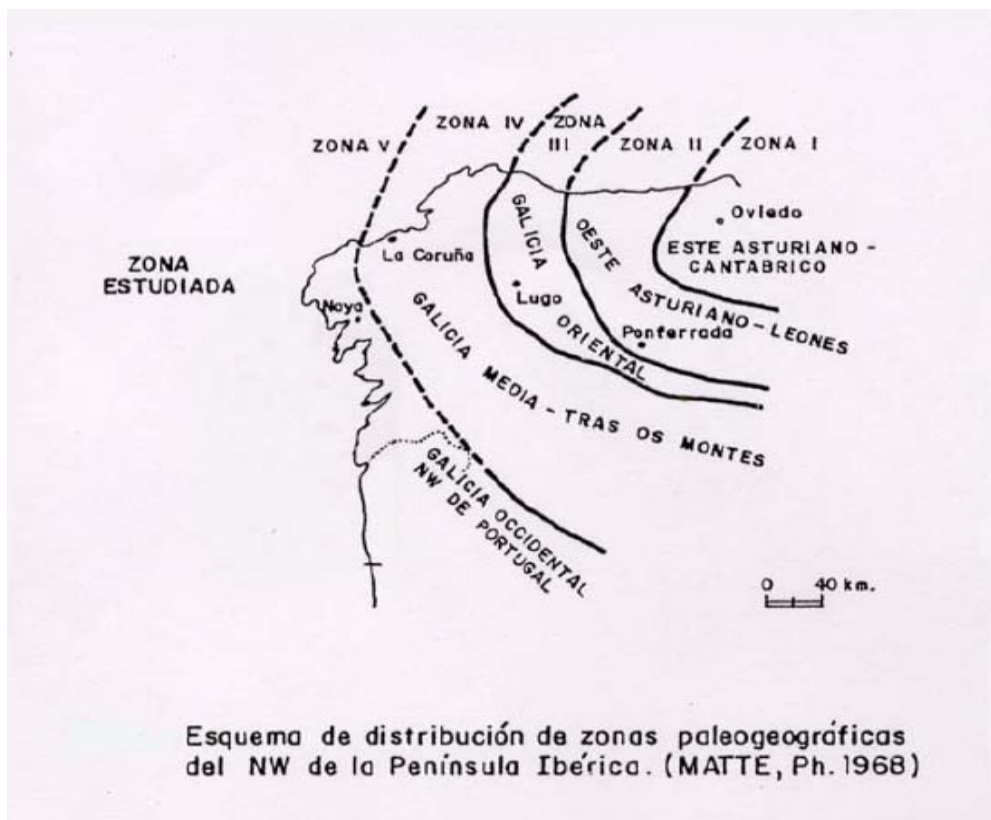 ZONA V
ZONA IV
ZONA
III
ZONA II
ZONA I
Oviedo
ESTE ASTURIANO-
CANTABRICO
OESTE
ASTURIANO-LEONES
GALICIA
ORIENTAL
La Coruña
Lugo
Ponferrada
ZONA
ESTUDIADA
Noya
GALICIA
MEDIA-TRAS OS MONTES
GALICIA OCCIDENTAL
NW DE PORTUGAL
0 40 km.
Esquema de distribución de zonas paleogeográficas
del NW de la Península Ibérica. (MATTE, Ph. 1968)